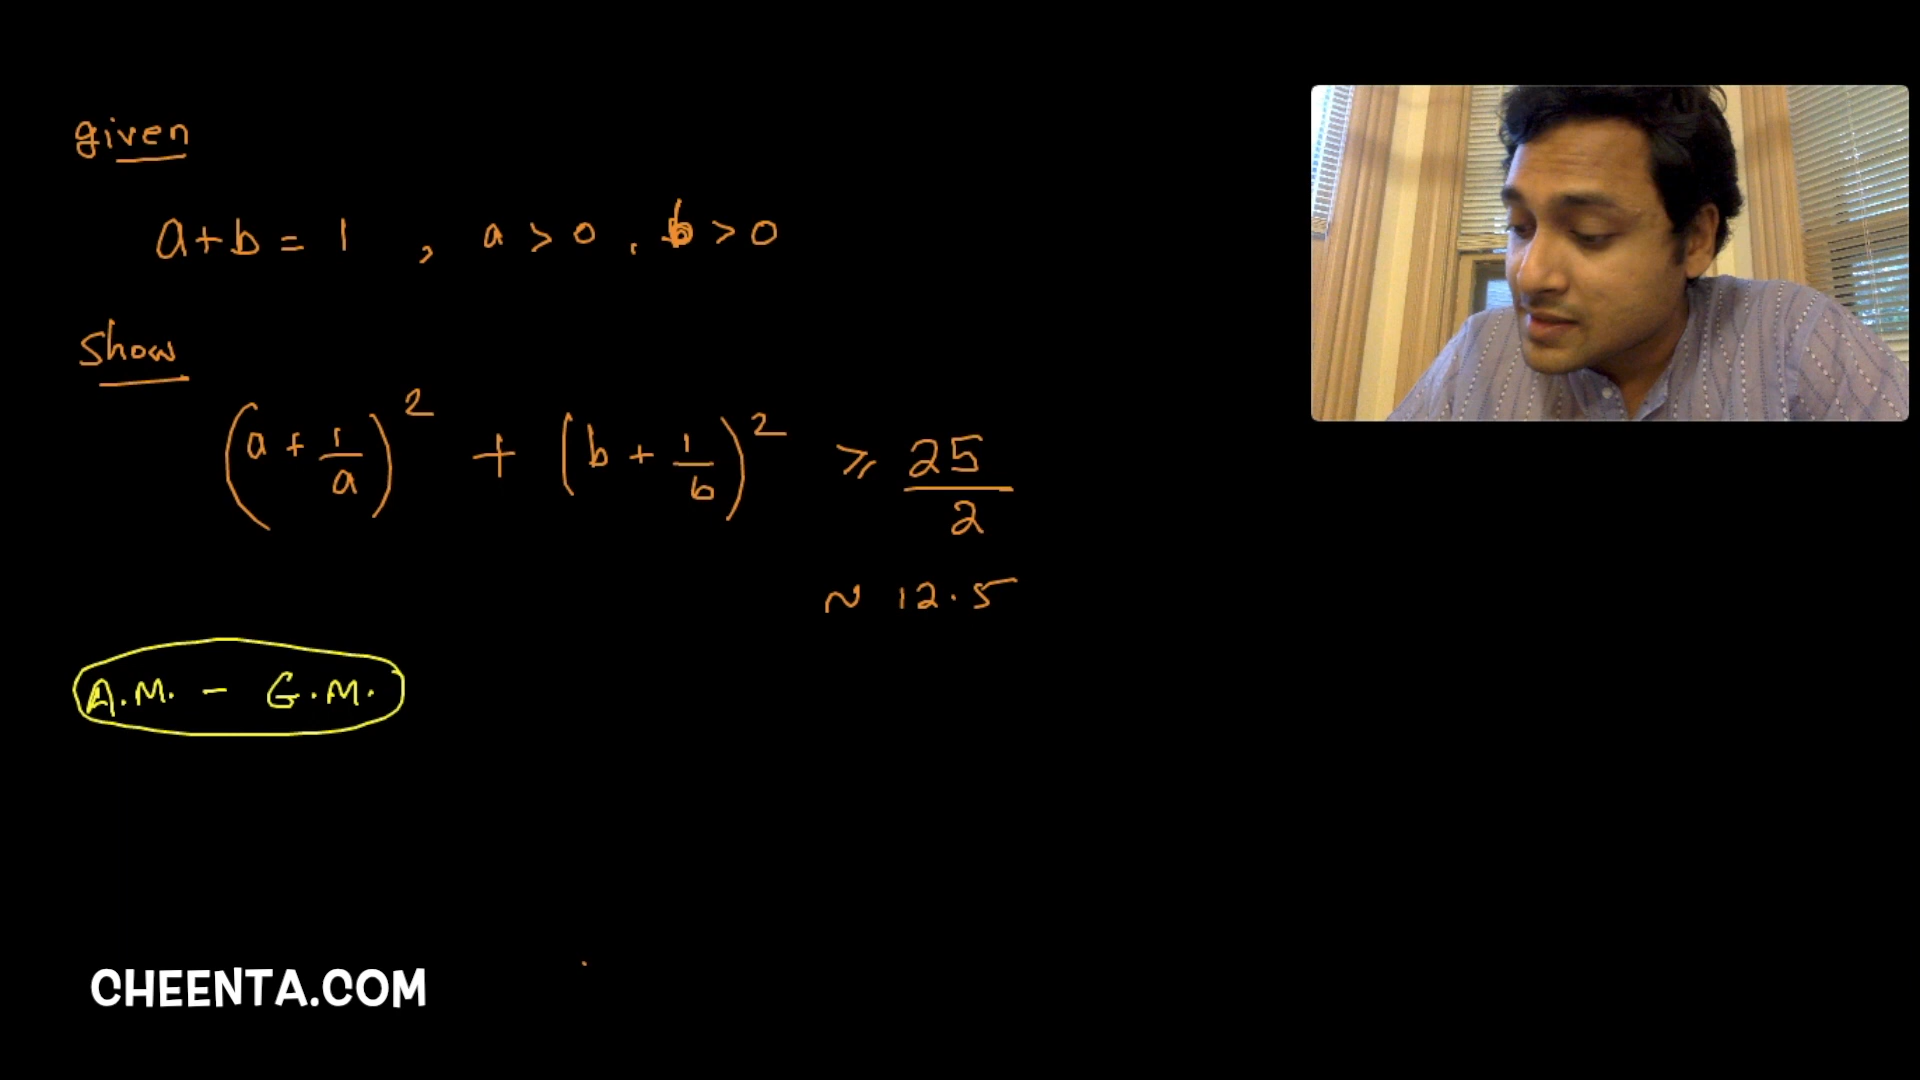 given
a + b = 1 , a > 0 , b > 0
Show
(a + 1/a)^2 + (b + 1/b)^2 ⩾ 25/2
~ 12.5
A.M. - G.M.
CHEENTA.COM